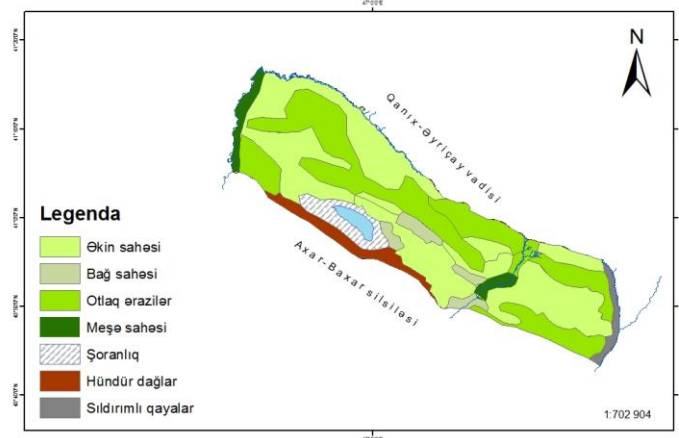 N
Qanıx-Əyriçay vadisi
Axar-Baxar silsiləsi
Legenda
Əkin sahəsi
Bağ sahəsi
Otlaq ərazilər
Meşə sahəsi
Şoranlıq
Hündür dağlar
Sıldırımlı qayalar
1:702 904